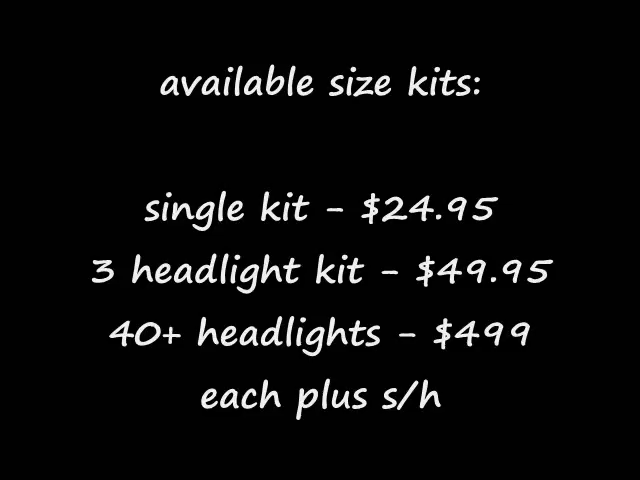 available size kits:
single kit - $24.95
3 headlight kit - $49.95
40+ headlights - $499
each plus s/h